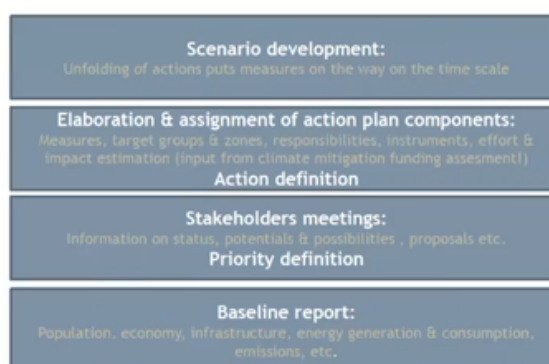 Scenario development:
Unfolding of actions puts measures on the way on the time scale
Elaboration & assignment of action plan components:
Measures, target groups & zones, responsibilities, instruments, effort &
impact estimation (input from climate mitigation funding assesment!)
Action definition
Stakeholders meetings:
Information on status, potentials & possibilities , proposals etc.
Priority definition
Baseline report:
Population, economy, infrastructure, energy generation & consumption,
emissions, etc.